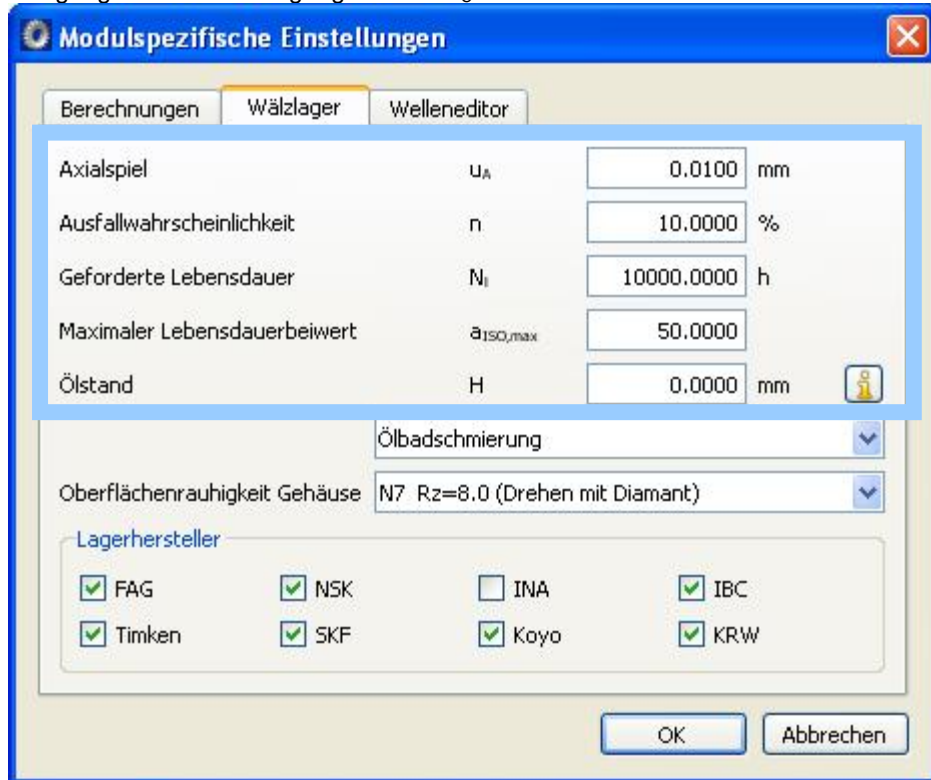 Modulspezifische Einstellungen
Berechnungen Wälzlager Welleneditor
Axialspiel uA 0.0100 mm
Ausfallwahrscheinlichkeit n 10.0000 %
Geforderte Lebensdauer Nl 10000.0000 h
Maximaler Lebensdauerbeiwert aISO,max 50.0000
Ölstand H 0.0000 mm
Ölbadschmierung
Oberflächenrauhigkeit Gehäuse N7 Rz=8.0 (Drehen mit Diamant)
Lagerhersteller
FAG NSK INA IBC
Timken SKF Koyo KRW
OK Abbrechen